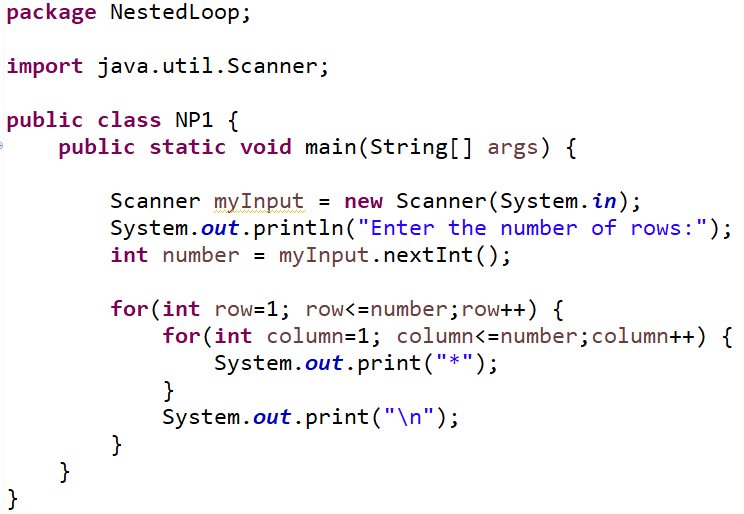 package NestedLoop;
import java.util.Scanner;
public class NP1 {
    public static void main(String[] args) {
        Scanner myInput = new Scanner(System.in);
        System.out.println("Enter the number of rows:");
        int number = myInput.nextInt();
        for(int row=1; row<=number;row++) {
            for(int column=1; column<=number;column++) {
                System.out.print("*");
            }
            System.out.print("\n");
        }
    }
}